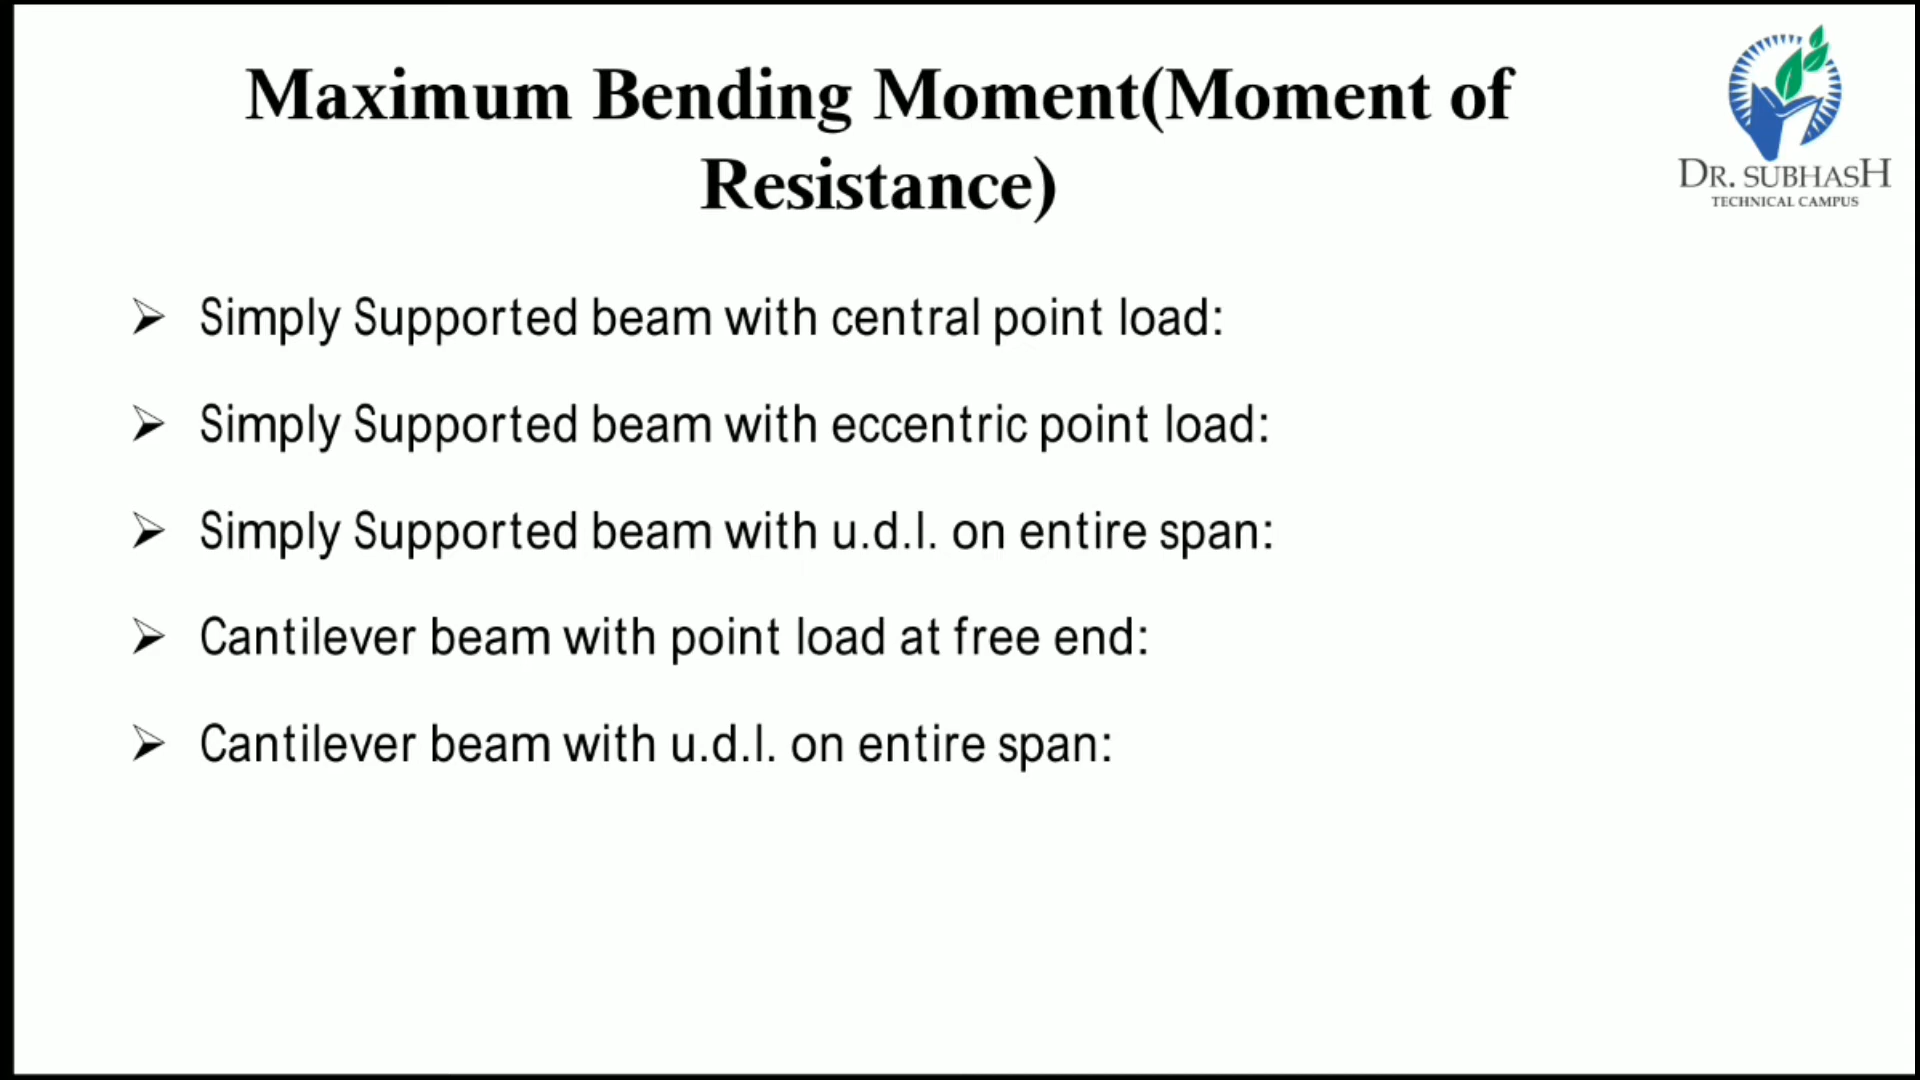 Maximum Bending Moment(Moment of
Resistance)
DR. SUBHASH
TECHNICAL CAMPUS
➢ Simply Supported beam with central point load:
➢ Simply Supported beam with eccentric point load:
➢ Simply Supported beam with u.d.l. on entire span:
➢ Cantilever beam with point load at free end:
➢ Cantilever beam with u.d.l. on entire span: